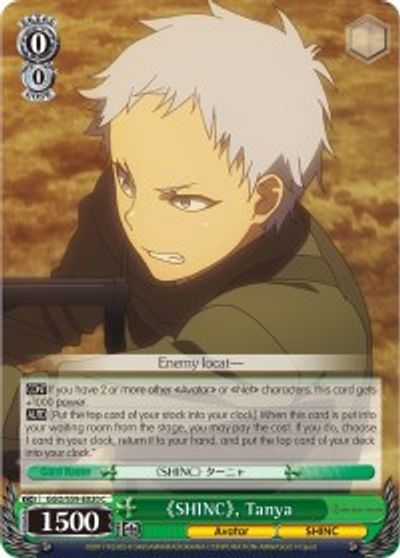 0
0
Enemy locat—
CONT If you have 2 or more other <Avatar> or <Net> characters, this card gets
+1000 power.
AUTO [Put the top card of your stock into your clock] When this card is put into
your waiting room from the stage, you may pay the cost. If you do, choose
1 card in your clock, return it to your hand, and put the top card of your deck
into your clock."
Card Name 《SHINC》 ターニャ
1500
《SHINC》, Tanya
Avatar SHINC